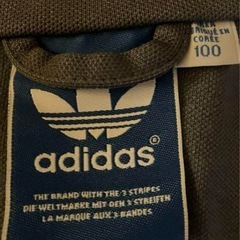 EN
CORÉE
100
adidas®
THE BRAND WITH THE 3 STRIPES
DIE WELTMARKE MIT DEN 3 STREIFEN
LA MARQUE AUX 3 BANDES